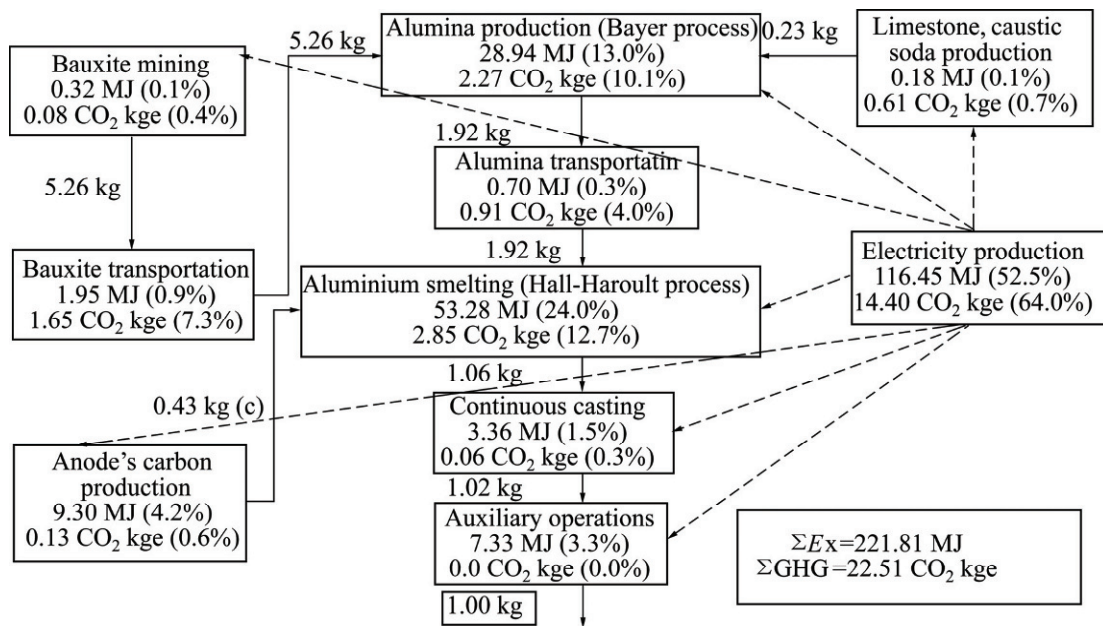 Alumina production (Bayer process)
28.94 MJ (13.0%)
2.27 CO₂ kge (10.1%)
5.26 kg
0.23 kg
Limestone, caustic
soda production
0.18 MJ (0.1%)
0.61 CO₂ kge (0.7%)
Bauxite mining
0.32 MJ (0.1%)
0.08 CO₂ kge (0.4%)
1.92 kg
Alumina transportatin
0.70 MJ (0.3%)
0.91 CO₂ kge (4.0%)
5.26 kg
1.92 kg
Bauxite transportation
1.95 MJ (0.9%)
1.65 CO₂ kge (7.3%)
Aluminium smelting (Hall-Haroult process)
53.28 MJ (24.0%)
2.85 CO₂ kge (12.7%)
Electricity production
116.45 MJ (52.5%)
14.40 CO₂ kge (64.0%)
1.06 kg
0.43 kg (c)
Continuous casting
3.36 MJ (1.5%)
0.06 CO₂ kge (0.3%)
Anode's carbon
production
9.30 MJ (4.2%)
0.13 CO₂ kge (0.6%)
1.02 kg
Auxiliary operations
7.33 MJ (3.3%)
0.0 CO₂ kge (0.0%)
ΣEx=221.81 MJ
ΣGHG=22.51 CO₂ kge
1.00 kg